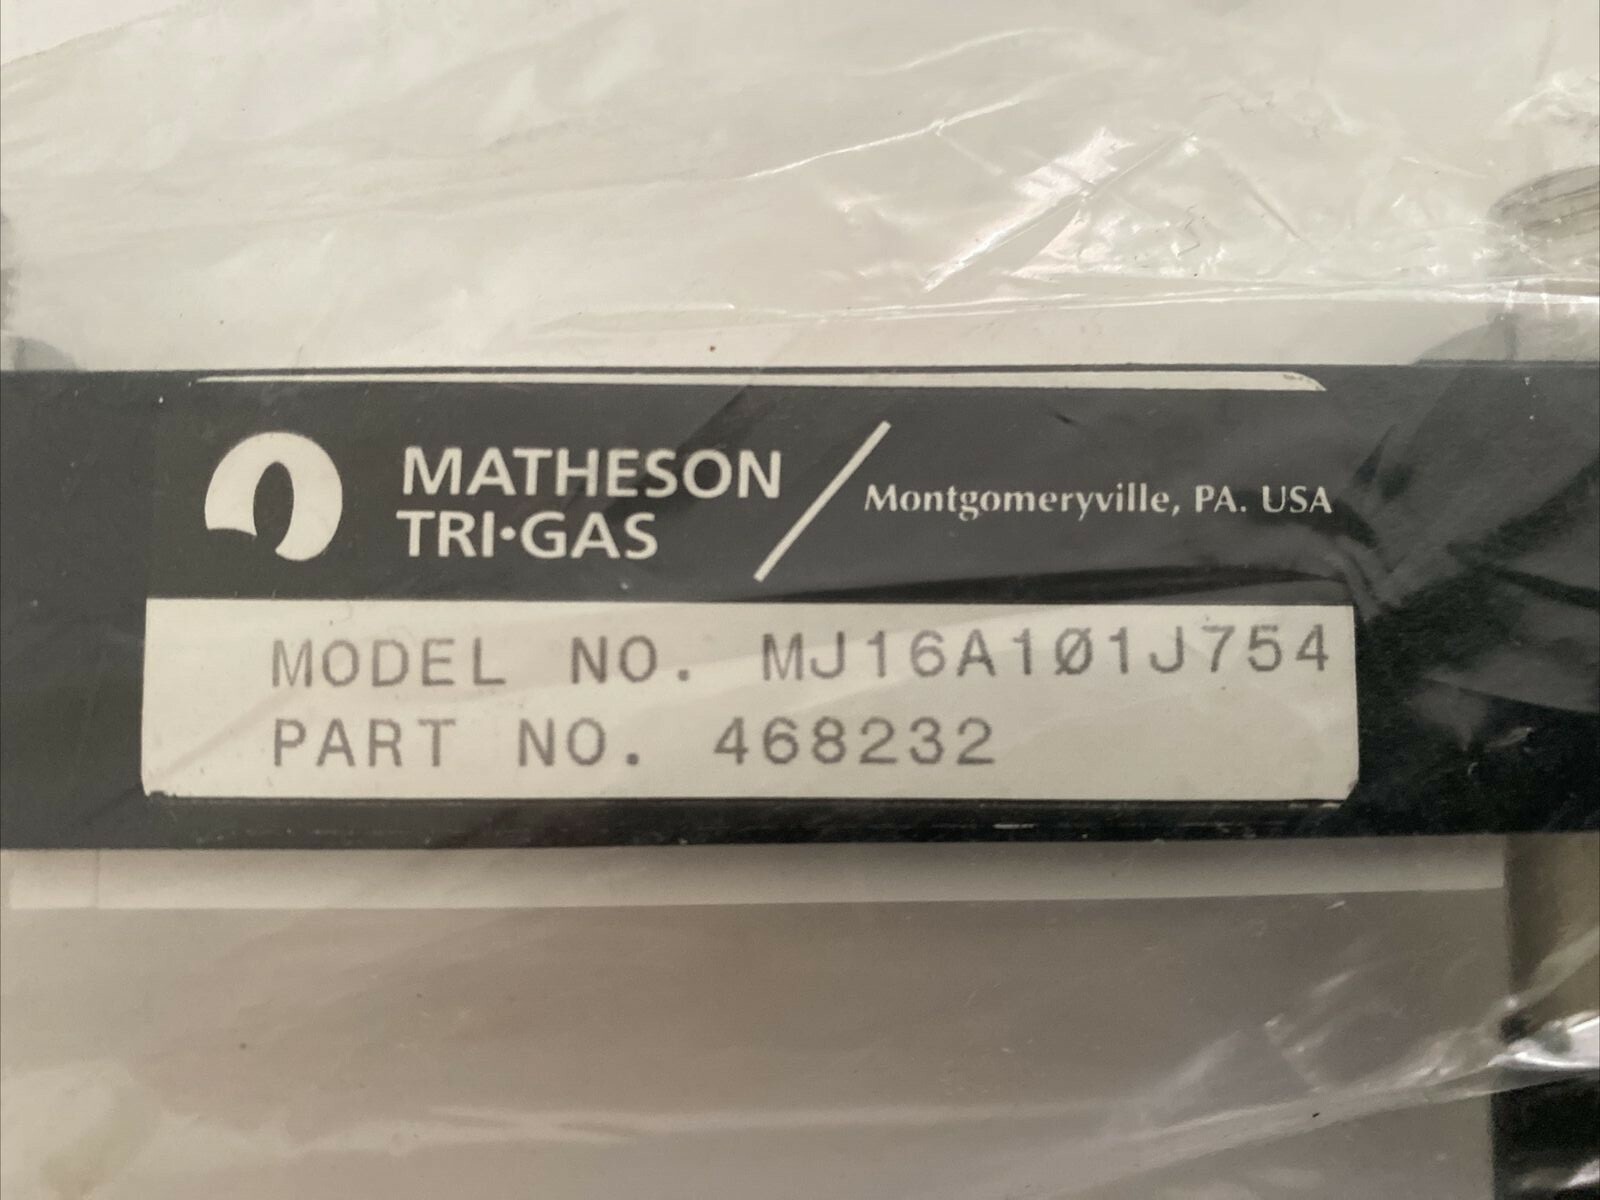 MATHESON
TRI•GAS
Montgomeryville, PA. USA
MODEL NO. MJ16A1Ø1J754
PART NO. 468232